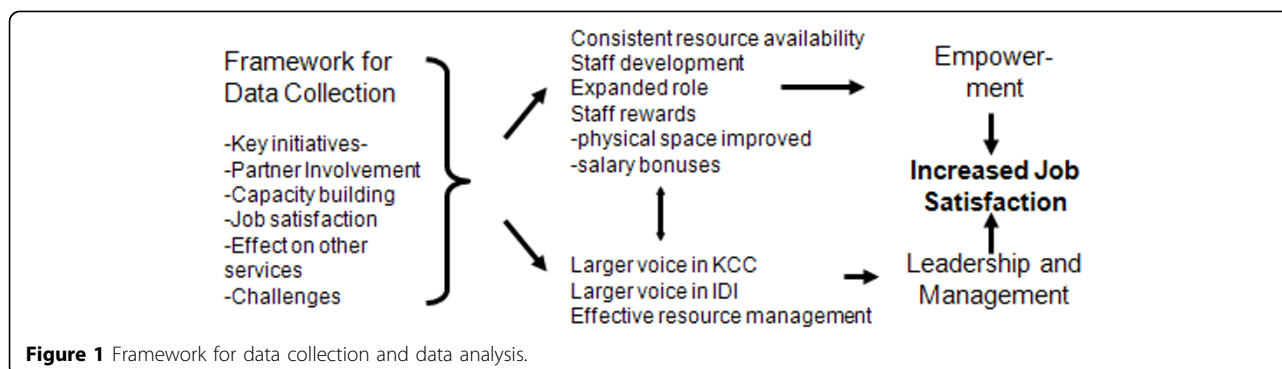 Framework for
Data Collection
-Key initiatives-
-Partner Involvement
-Capacity building
-Job satisfaction
-Effect on other
services
-Challenges
Consistent resource availability
Staff development
Expanded role
Staff rewards
-physical space improved
-salary bonuses
Larger voice in KCC
Larger voice in IDI
Effective resource management
Empower-
ment
Increased Job
Satisfaction
Leadership and
Management
Figure 1 Framework for data collection and data analysis.